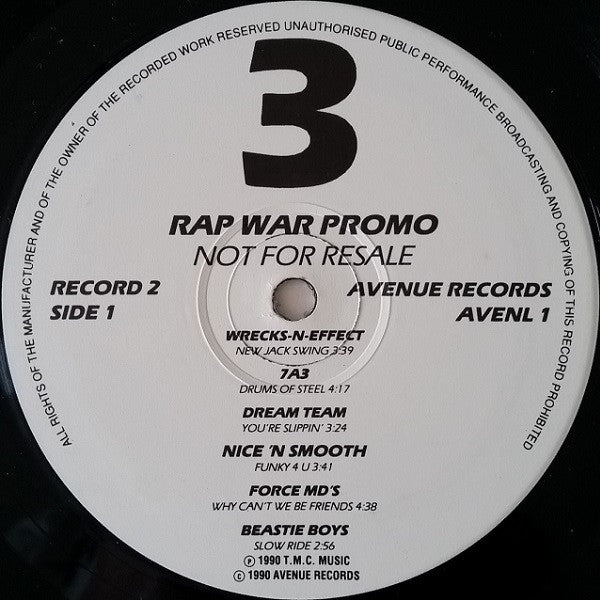 ALL RIGHTS OF THE MANUFACTURER AND OF THE OWNER OF THE RECORDED WORK RESERVED UNAUTHORISED PUBLIC PERFORMANCE BROADCASTING AND COPYING OF THIS RECORD PROHIBITED
3
RAP WAR PROMO
NOT FOR RESALE
RECORD 2
SIDE 1
AVENUE RECORDS
AVENL 1
WRECKS-N-EFFECT
NEW JACK SWING 3:39
7A3
DRUMS OF STEEL 4:17
DREAM TEAM
YOU'RE SLIPPIN' 3:24
NICE 'N SMOOTH
FUNKY 4 U 3:41
FORCE MD'S
WHY CAN'T WE BE FRIENDS 4:38
BEASTIE BOYS
SLOW RIDE 2:56
℗ 1990 T.M.C. MUSIC
© 1990 AVENUE RECORDS